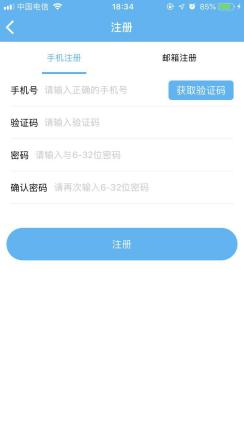 中国电信 18:34 85%
注册
手机注册 邮箱注册
手机号 请输入正确的手机号 获取验证码
验证码 请输入验证码
密码 请输入与6-32位密码
确认密码 请再次输入6-32位密码
注册